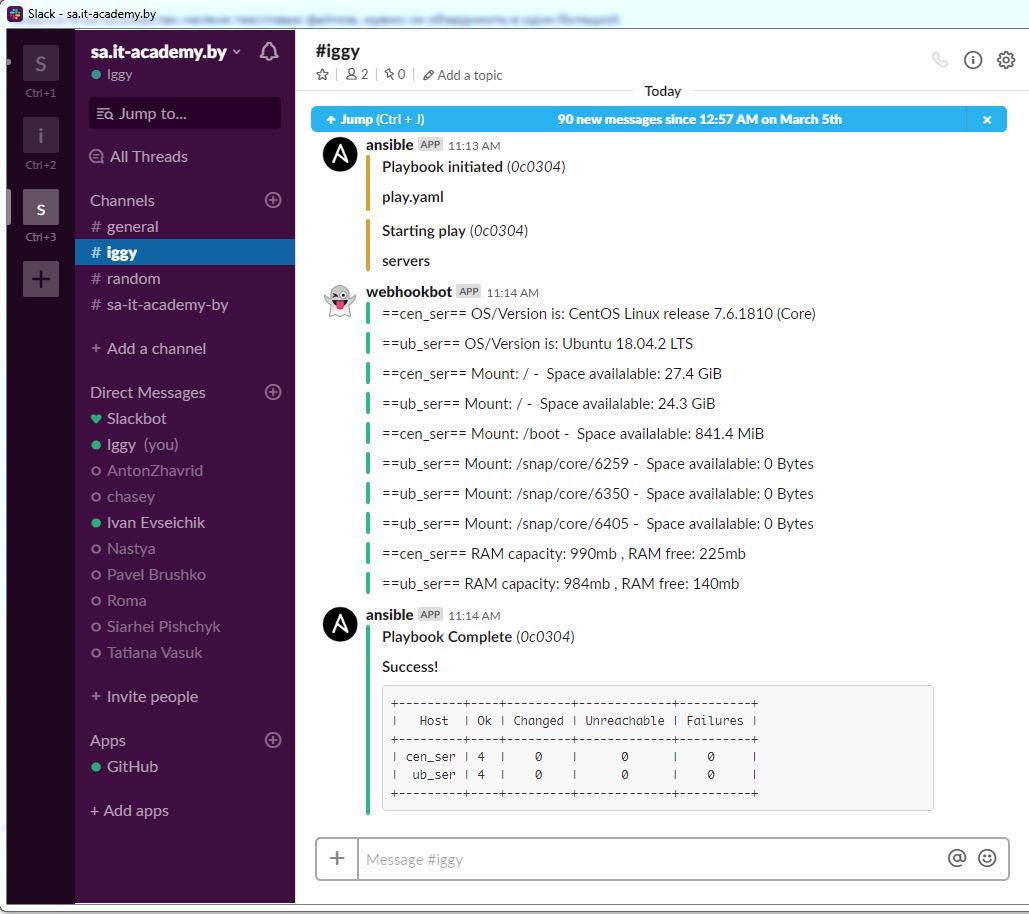 Slack - sa.it-academy.by
S
Ctrl+1
i
Ctrl+2
S
Ctrl+3
sa.it-academy.by
Iggy
Jump to...
All Threads
Channels
# general
# iggy
# random
# sa-it-academy-by
+ Add a channel
Direct Messages
Slackbot
Iggy (you)
AntonZhavrid
chasey
Ivan Evseichik
Nastya
Pavel Brushko
Roma
Siarhei Pishchyk
Tatiana Vasuk
+ Invite people
Apps
GitHub
+ Add apps
#iggy
2 | 0 | Add a topic
Today
Jump (Ctrl + J) 90 new messages since 12:57 AM on March 5th
ansible APP 11:13 AM
Playbook initiated (0c0304)
play.yaml
Starting play (0c0304)
servers
webhookbot APP 11:14 AM
==cen_ser== OS/Version is: CentOS Linux release 7.6.1810 (Core)
==ub_ser== OS/Version is: Ubuntu 18.04.2 LTS
==cen_ser== Mount: / - Space availalable: 27.4 GiB
==ub_ser== Mount: / - Space availalable: 24.3 GiB
==cen_ser== Mount: /boot - Space availalable: 841.4 MiB
==ub_ser== Mount: /snap/core/6259 - Space availalable: 0 Bytes
==ub_ser== Mount: /snap/core/6350 - Space availalable: 0 Bytes
==ub_ser== Mount: /snap/core/6405 - Space availalable: 0 Bytes
==cen_ser== RAM capacity: 990mb , RAM free: 225mb
==ub_ser== RAM capacity: 984mb , RAM free: 140mb
ansible APP 11:14 AM
Playbook Complete (0c0304)
Success!
+---------+----+---------+-------------+----------+
| Host | Ok | Changed | Unreachable | Failures |
+---------+----+---------+-------------+----------+
| cen_ser | 4 | 0 | 0 | 0 |
| ub_ser | 4 | 0 | 0 | 0 |
+---------+----+---------+-------------+----------+
Message #iggy